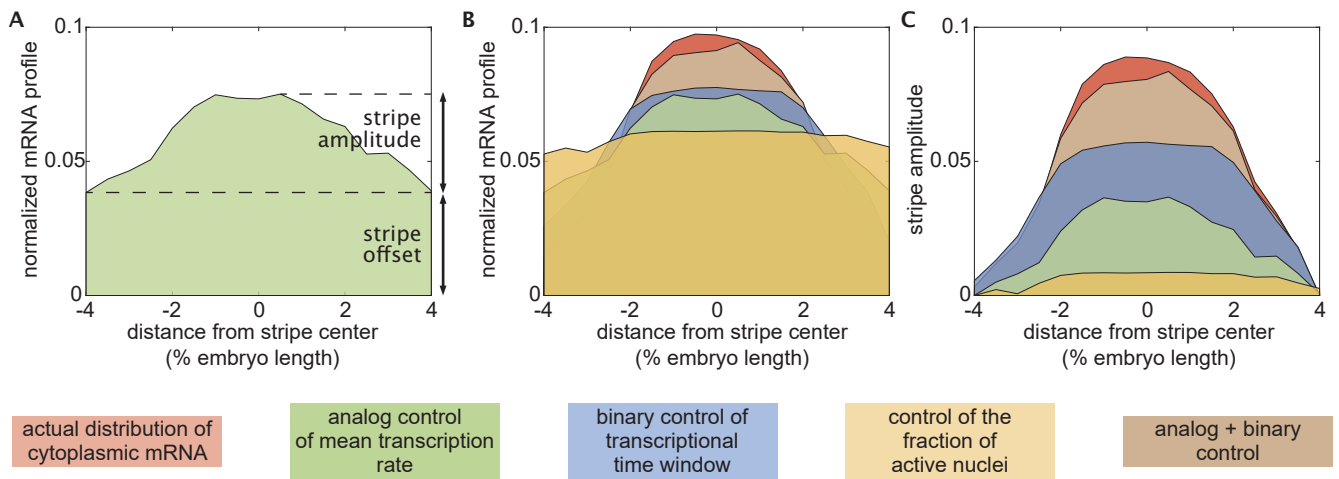 A
0.1
0.05
0
normalized mRNA profile
stripe
amplitude
stripe
offset
-4
-2
0
2
4
distance from stripe center
(% embryo length)
B
0.1
0.05
0
normalized mRNA profile
-4
-2
0
2
4
distance from stripe center
(% embryo length)
C
0.1
0.05
0
stripe amplitude
-4
-2
0
2
4
distance from stripe center
(% embryo length)
actual distribution of
cytoplasmic mRNA
analog control
of mean transcription
rate
binary control of
transcriptional
time window
control of the
fraction of
active nuclei
analog + binary
control